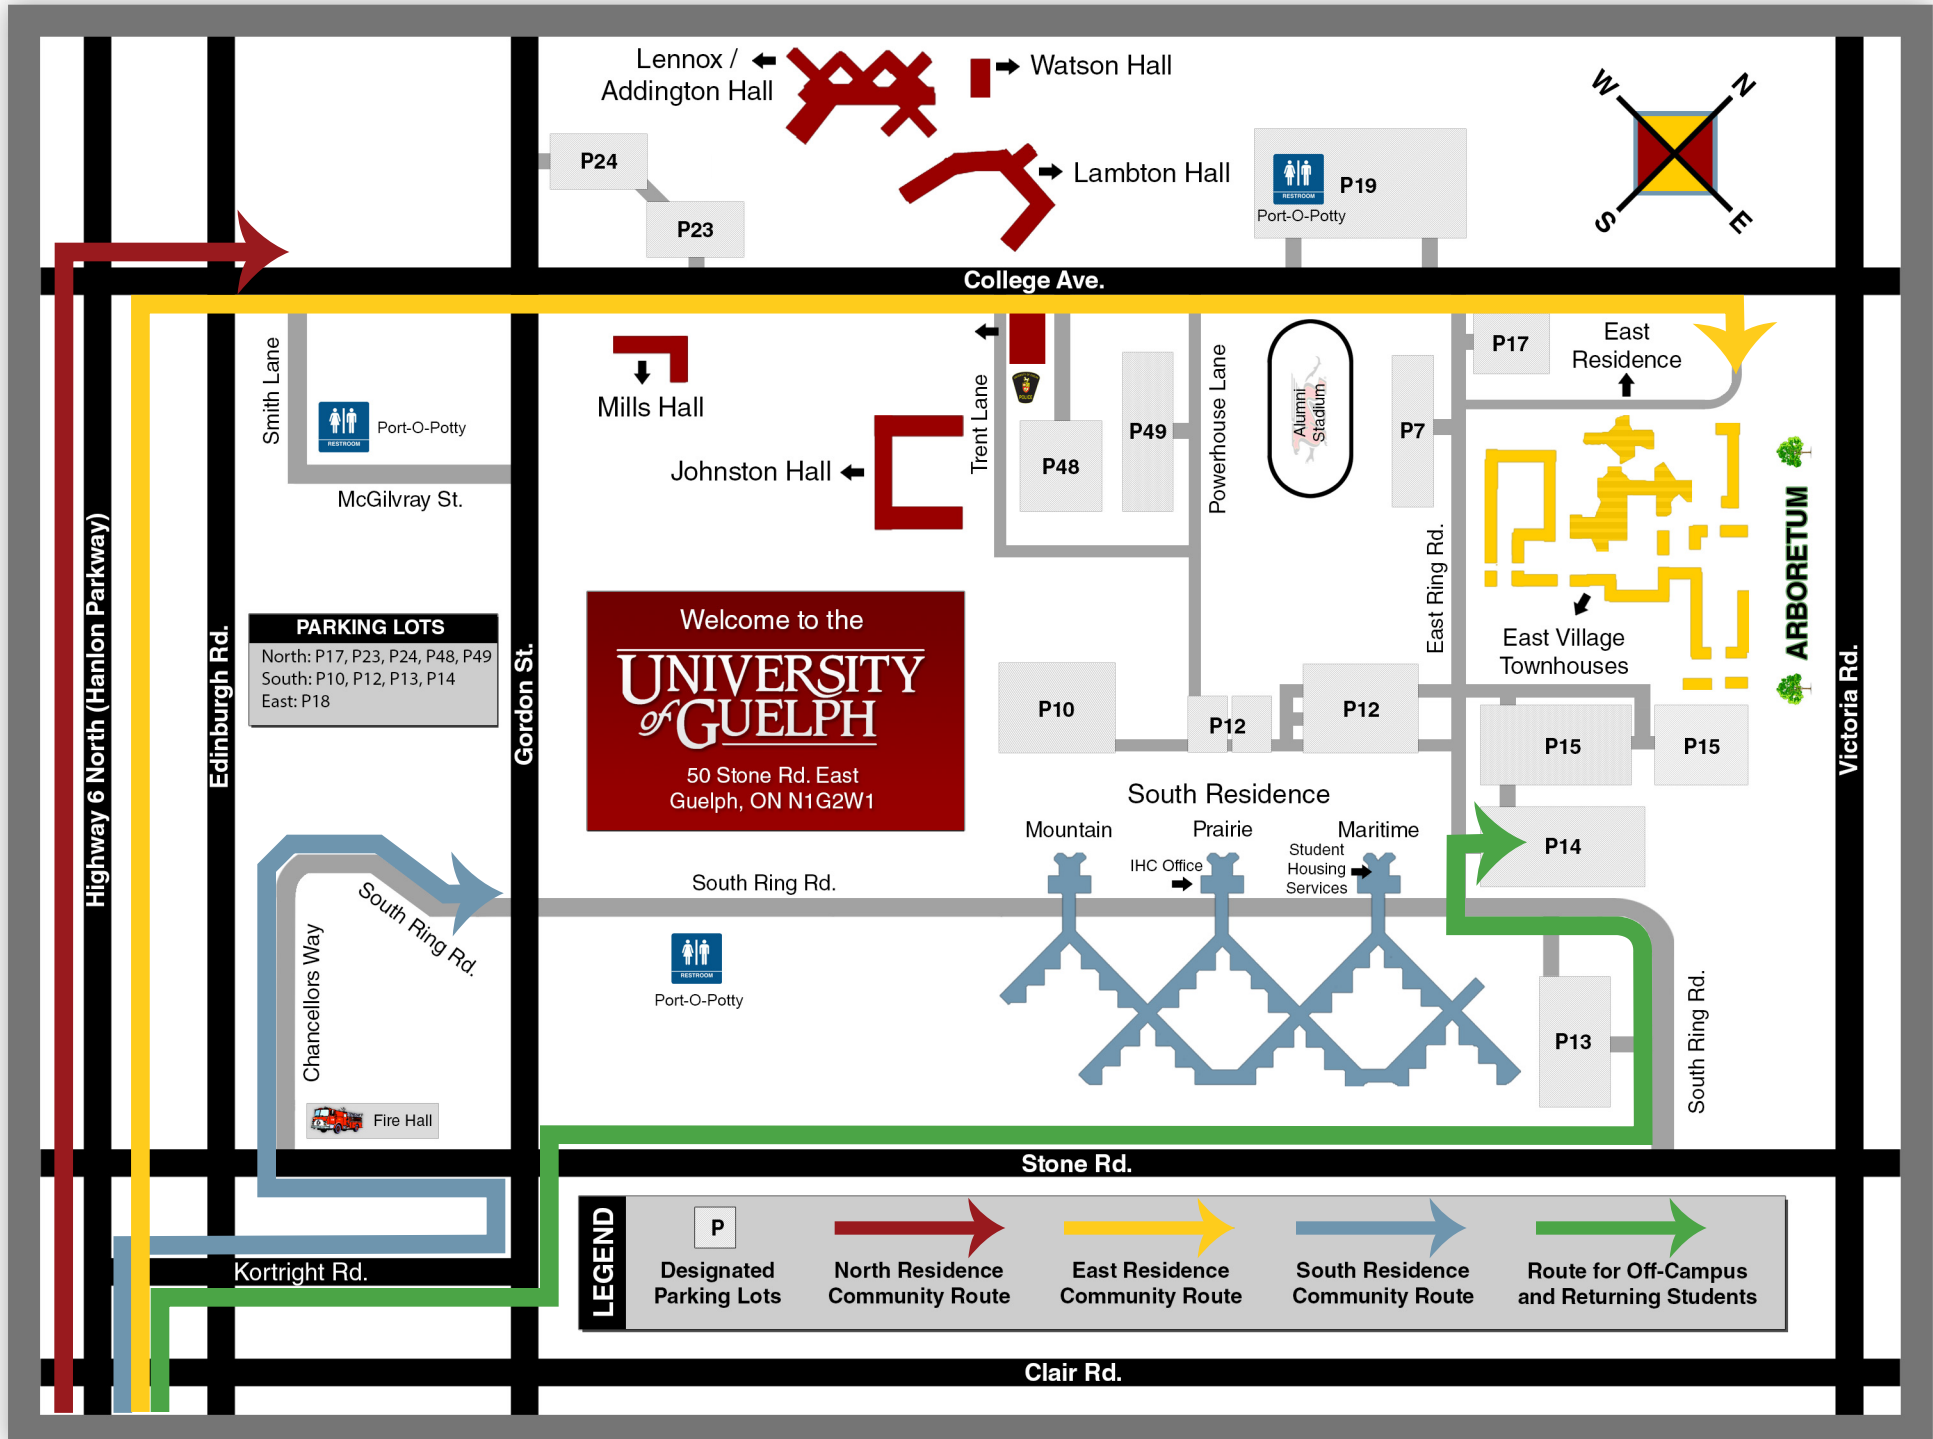 Lennox /
Addington Hall
Watson Hall
W
N
S
E
P24
P23
Lambton Hall
RESTROOM
P19
Port-O-Potty
College Ave.
Smith Lane
RESTROOM
Port-O-Potty
McGilvray St.
Mills Hall
Johnston Hall
Trent Lane
POLICE
P48
P49
Powerhouse Lane
Alumni
Stadium
P7
P17
East
Residence
East Ring Rd.
East Village
Townhouses
ARBORETUM
Victoria Rd.
Highway 6 North (Hanlon Parkway)
Edinburgh Rd.
Gordon St.
PARKING LOTS
North: P17, P23, P24, P48, P49
South: P10, P12, P13, P14
East: P18
Welcome to the
UNIVERSITY
of GUELPH
50 Stone Rd. East
Guelph, ON N1G2W1
P10
P12
P12
P15
P15
P14
South Residence
Mountain
Prairie
Maritime
IHC Office
Student
Housing
Services
South Ring Rd.
South Ring Rd.
Chancellors Way
RESTROOM
Port-O-Potty
P13
South Ring Rd.
Fire Hall
Stone Rd.
Kortright Rd.
LEGEND
P
Designated
Parking Lots
North Residence
Community Route
East Residence
Community Route
South Residence
Community Route
Route for Off-Campus
and Returning Students
Clair Rd.